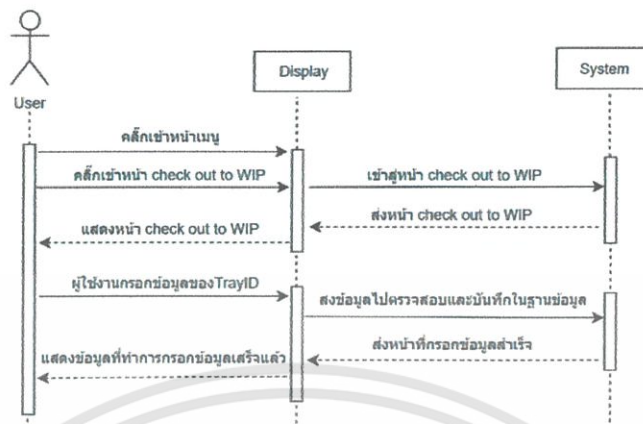 User
Display
System
คลิ๊กเข้าหน้าเมนู
คลิ๊กเข้าหน้า check out to WIP
เข้าสู่หน้า check out to WIP
ส่งหน้า check out to WIP
แสดงหน้า check out to WIP
ผู้ใช้งานกรอกข้อมูลของTrayID
ส่งข้อมูลไปตรวจสอบและบันทึกในฐานข้อมูล
ส่งหน้าที่กรอกข้อมูลสำเร็จ
แสดงข้อมูลที่ทำการกรอกข้อมูลเสร็จแล้ว